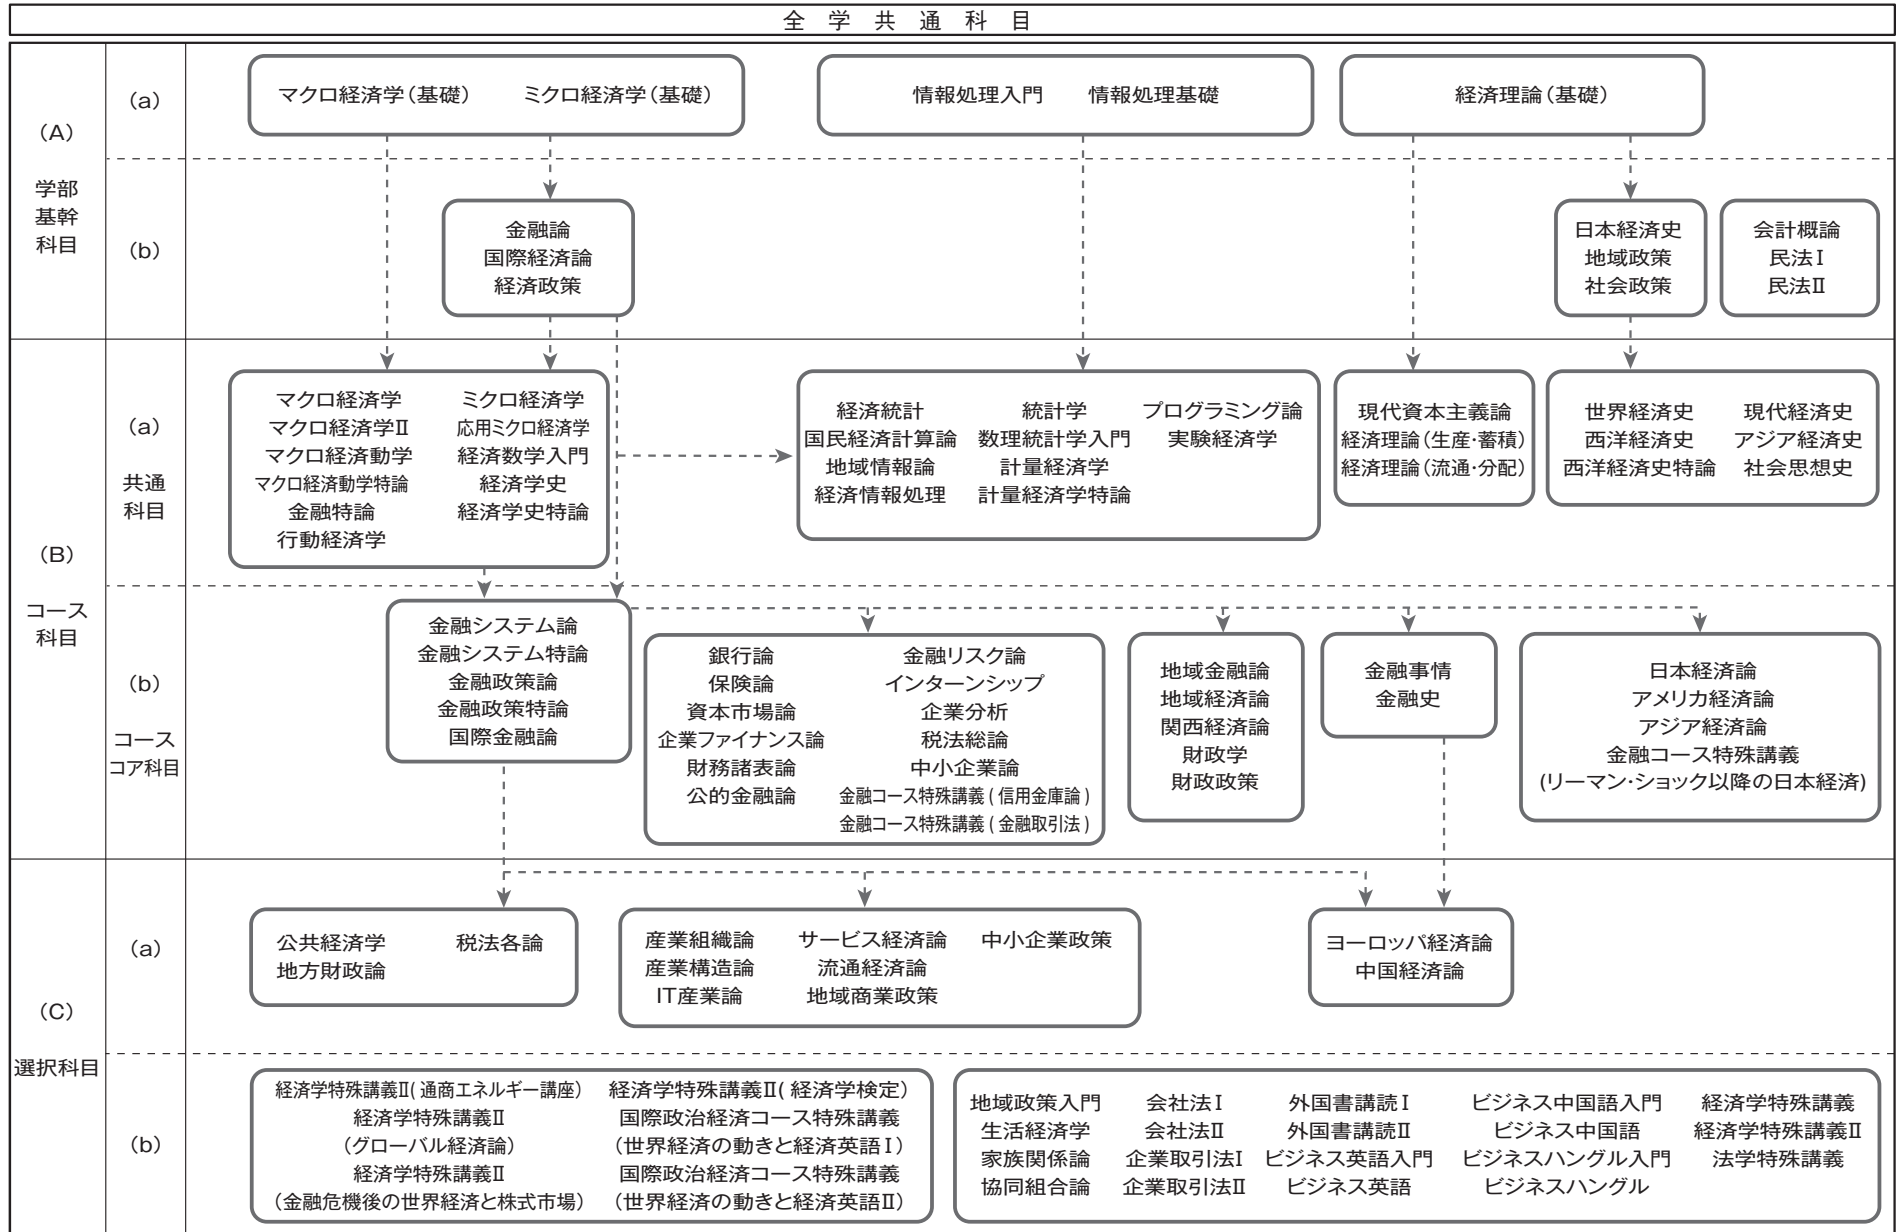 全学共通科目
(A)
学部
基幹
科目
(a)
マクロ経済学(基礎) ミクロ経済学(基礎)
情報処理入門 情報処理基礎
経済理論(基礎)
(b)
金融論
国際経済論
経済政策
日本経済史
地域政策
社会政策
会計概論
民法Ⅰ
民法Ⅱ
(B)
コース
科目
(a)
共通
科目
マクロ経済学 ミクロ経済学
マクロ経済学Ⅱ 応用ミクロ経済学
マクロ経済動学 経済数学入門
マクロ経済動学特論 経済学史
金融特論 経済学史特論
行動経済学
経済統計 統計学 プログラミング論
国民経済計算論 数理統計学入門 実験経済学
地域情報論 計量経済学
経済情報処理 計量経済学特論
現代資本主義論
経済理論(生産・蓄積)
経済理論(流通・分配)
世界経済史 現代経済史
西洋経済史 アジア経済史
西洋経済史特論 社会思想史
(b)
コース
コア科目
金融システム論
金融システム特論
金融政策論
金融政策特論
国際金融論
銀行論 金融リスク論
保険論 インターンシップ
資本市場論 企業分析
企業ファイナンス論 税法総論
財務諸表論 中小企業論
公的金融論 金融コース特殊講義(信用金庫論)
金融コース特殊講義(金融取引法)
地域金融論
地域経済論
関西経済論
財政学
財政政策
金融事情
金融史
日本経済論
アメリカ経済論
アジア経済論
金融コース特殊講義
(リーマン・ショック以降の日本経済)
(C)
選択科目
(a)
公共経済学 税法各論
地方財政論
産業組織論 サービス経済論 中小企業政策
産業構造論 流通経済論
IT産業論 地域商業政策
ヨーロッパ経済論
中国経済論
(b)
経済学特殊講義Ⅱ(通商エネルギー講座) 経済学特殊講義Ⅱ(経済学検定)
経済学特殊講義Ⅱ 国際政治経済コース特殊講義
(グローバル経済論) (世界経済の動きと経済英語Ⅰ)
経済学特殊講義Ⅱ 国際政治経済コース特殊講義
(金融危機後の世界経済と株式市場) (世界経済の動きと経済英語Ⅱ)
地域政策入門 会社法Ⅰ 外国書講読Ⅰ ビジネス中国語入門 経済学特殊講義
生活経済学 会社法Ⅱ 外国書講読Ⅱ ビジネス中国語 経済学特殊講義Ⅱ
家族関係論 企業取引法Ⅰ ビジネス英語入門 ビジネスハングル入門 法学特殊講義
協同組合論 企業取引法Ⅱ ビジネス英語 ビジネスハングル